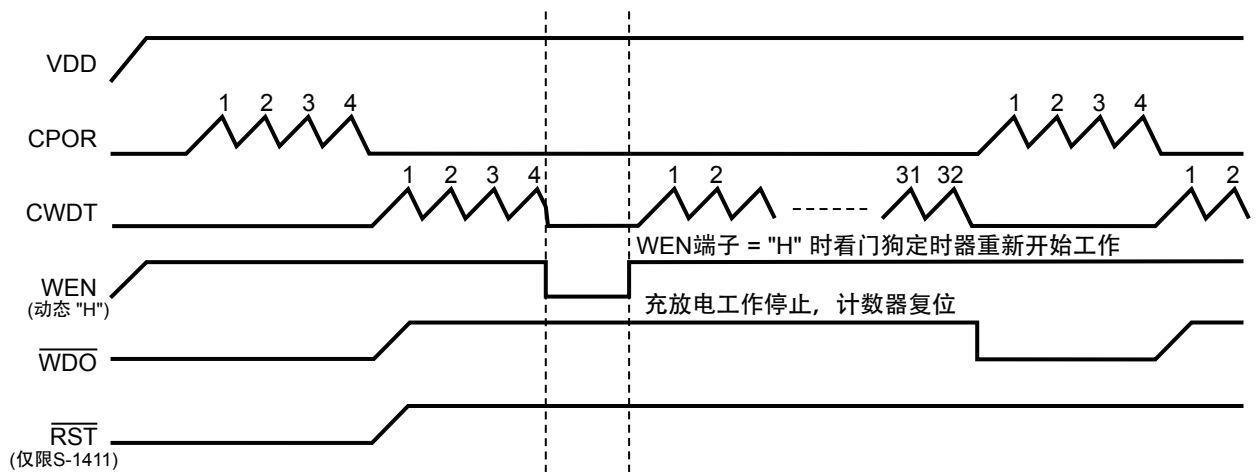 VDD
1 2 3 4 1 2 3 4
CPOR
1 2 3 4 1 2 31 32 1 2
CWDT
WEN端子 = "H" 时看门狗定时器重新开始工作
WEN
(动态 "H")
充放电工作停止，计数器复位
WDO
RST
(仅限S-1411)